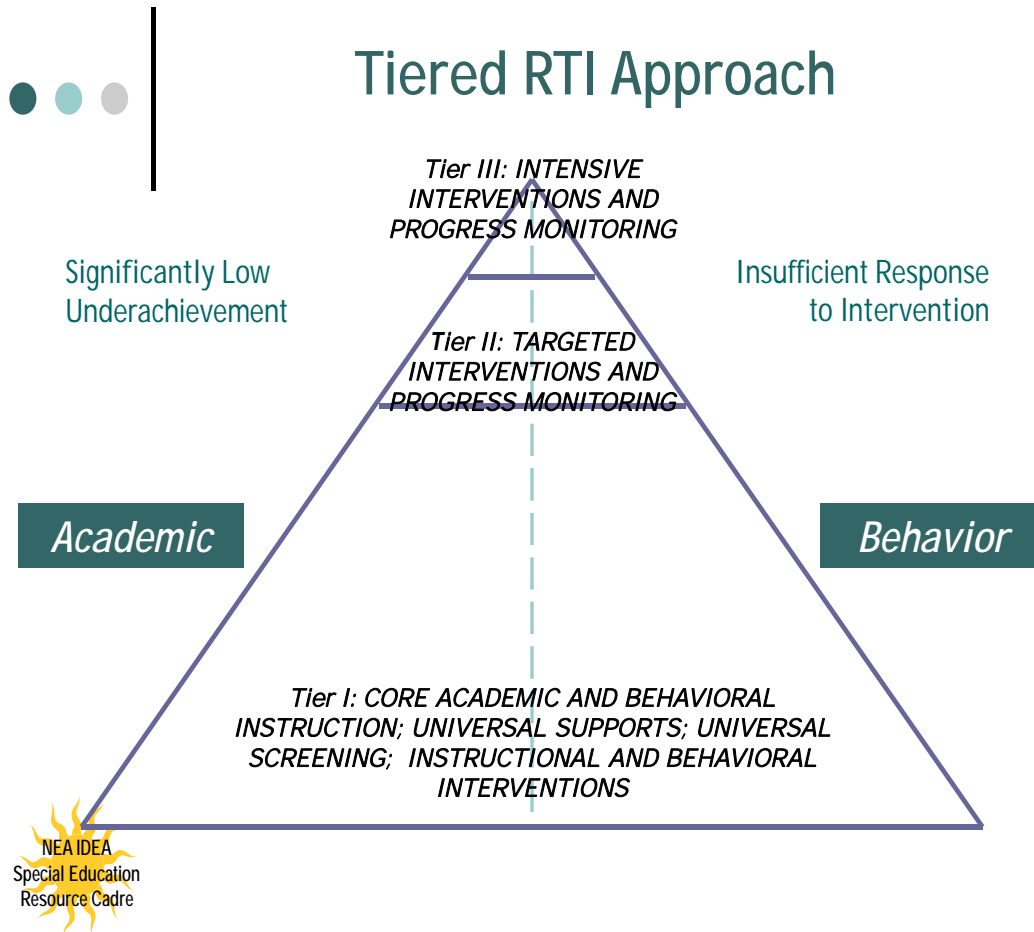 Tiered RTI Approach
Tier III: INTENSIVE
INTERVENTIONS AND
PROGRESS MONITORING
Significantly Low
Underachievement
Insufficient Response
to Intervention
Tier II: TARGETED
INTERVENTIONS AND
PROGRESS MONITORING
Academic
Behavior
Tier I: CORE ACADEMIC AND BEHAVIORAL
INSTRUCTION; UNIVERSAL SUPPORTS; UNIVERSAL
SCREENING; INSTRUCTIONAL AND BEHAVIORAL
INTERVENTIONS
NEA IDEA
Special Education
Resource Cadre